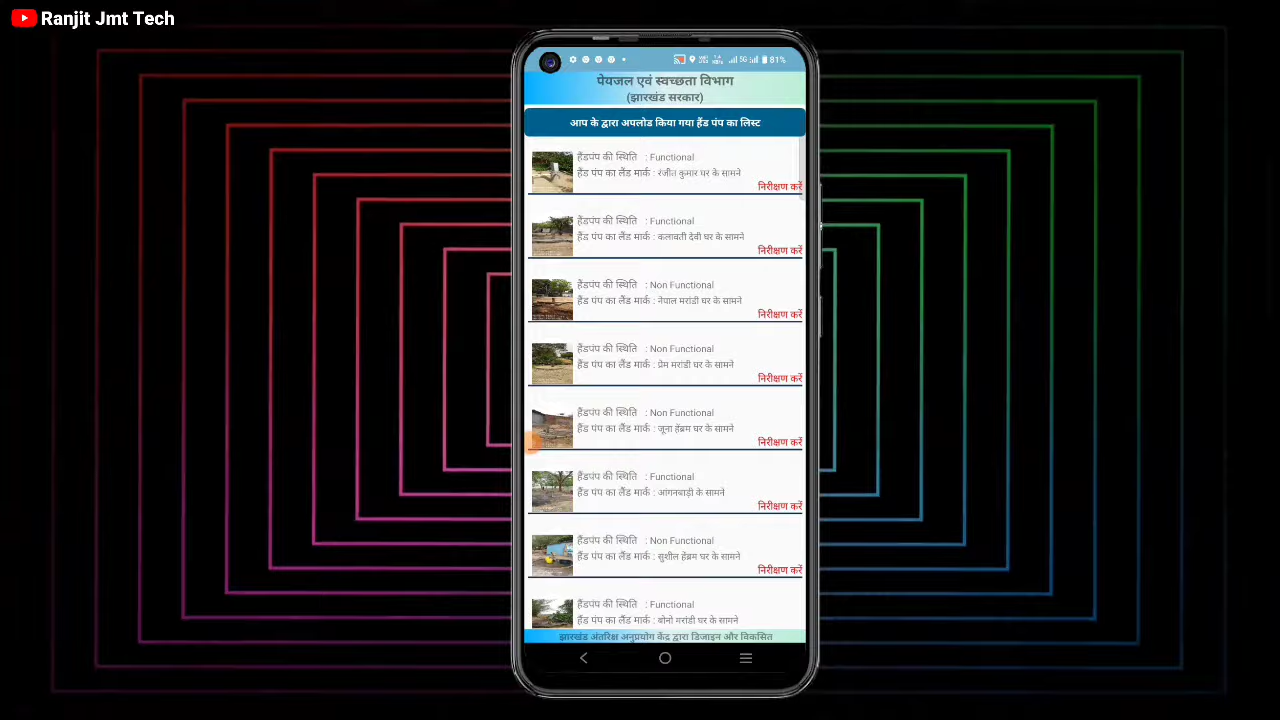 Ranjit Jmt Tech
81%
पेयजल एवं स्वच्छता विभाग
(झारखंड सरकार)
आप के द्वारा अपलोड किया गया हैंड पंप का लिस्ट
हैंडपंप की स्थिति : Functional
हैंड पंप का लैंड मार्क : रंजीत कुमार घर के सामने
निरीक्षण करें
हैंडपंप की स्थिति : Functional
हैंड पंप का लैंड मार्क : कलावती देवी घर के सामने
निरीक्षण करें
हैंडपंप की स्थिति : Non Functional
हैंड पंप का लैंड मार्क : नेपाल मरांडी घर के सामने
निरीक्षण करें
हैंडपंप की स्थिति : Non Functional
हैंड पंप का लैंड मार्क : प्रेम मरांडी घर के सामने
निरीक्षण करें
हैंडपंप की स्थिति : Non Functional
हैंड पंप का लैंड मार्क : जूना हेंब्रम घर के सामने
निरीक्षण करें
हैंडपंप की स्थिति : Functional
हैंड पंप का लैंड मार्क : आंगनबाड़ी के सामने
निरीक्षण करें
हैंडपंप की स्थिति : Non Functional
हैंड पंप का लैंड मार्क : सुशील हेंब्रम घर के सामने
निरीक्षण करें
हैंडपंप की स्थिति : Functional
हैंड पंप का लैंड मार्क : बोनो मरांडी घर के सामने
झारखंड अंतरिक्ष अनुप्रयोग केंद्र द्वारा डिजाइन और विकसित